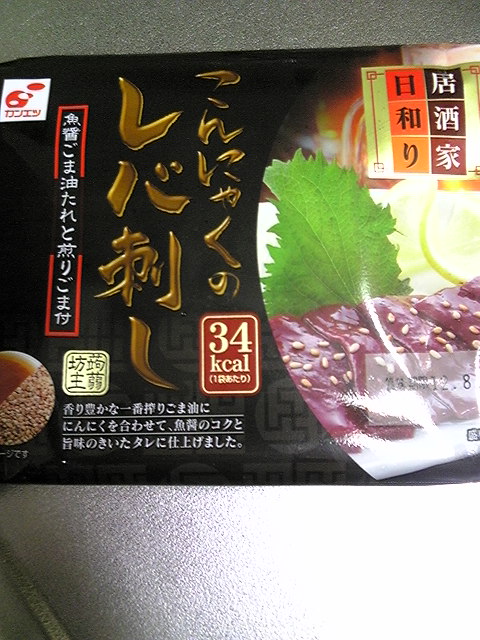 居酒家
日和り
こんにゃくの
レバ刺し
魚醤ごま油たれと煎りごま付
カンエツ
34
kcal
(1袋あたり)
蒟蒻
坊主
香り豊かな一番搾りごま油に
にんにくを合わせて、魚醤のコクと
旨味のきいたタレに仕上げました。
ージです